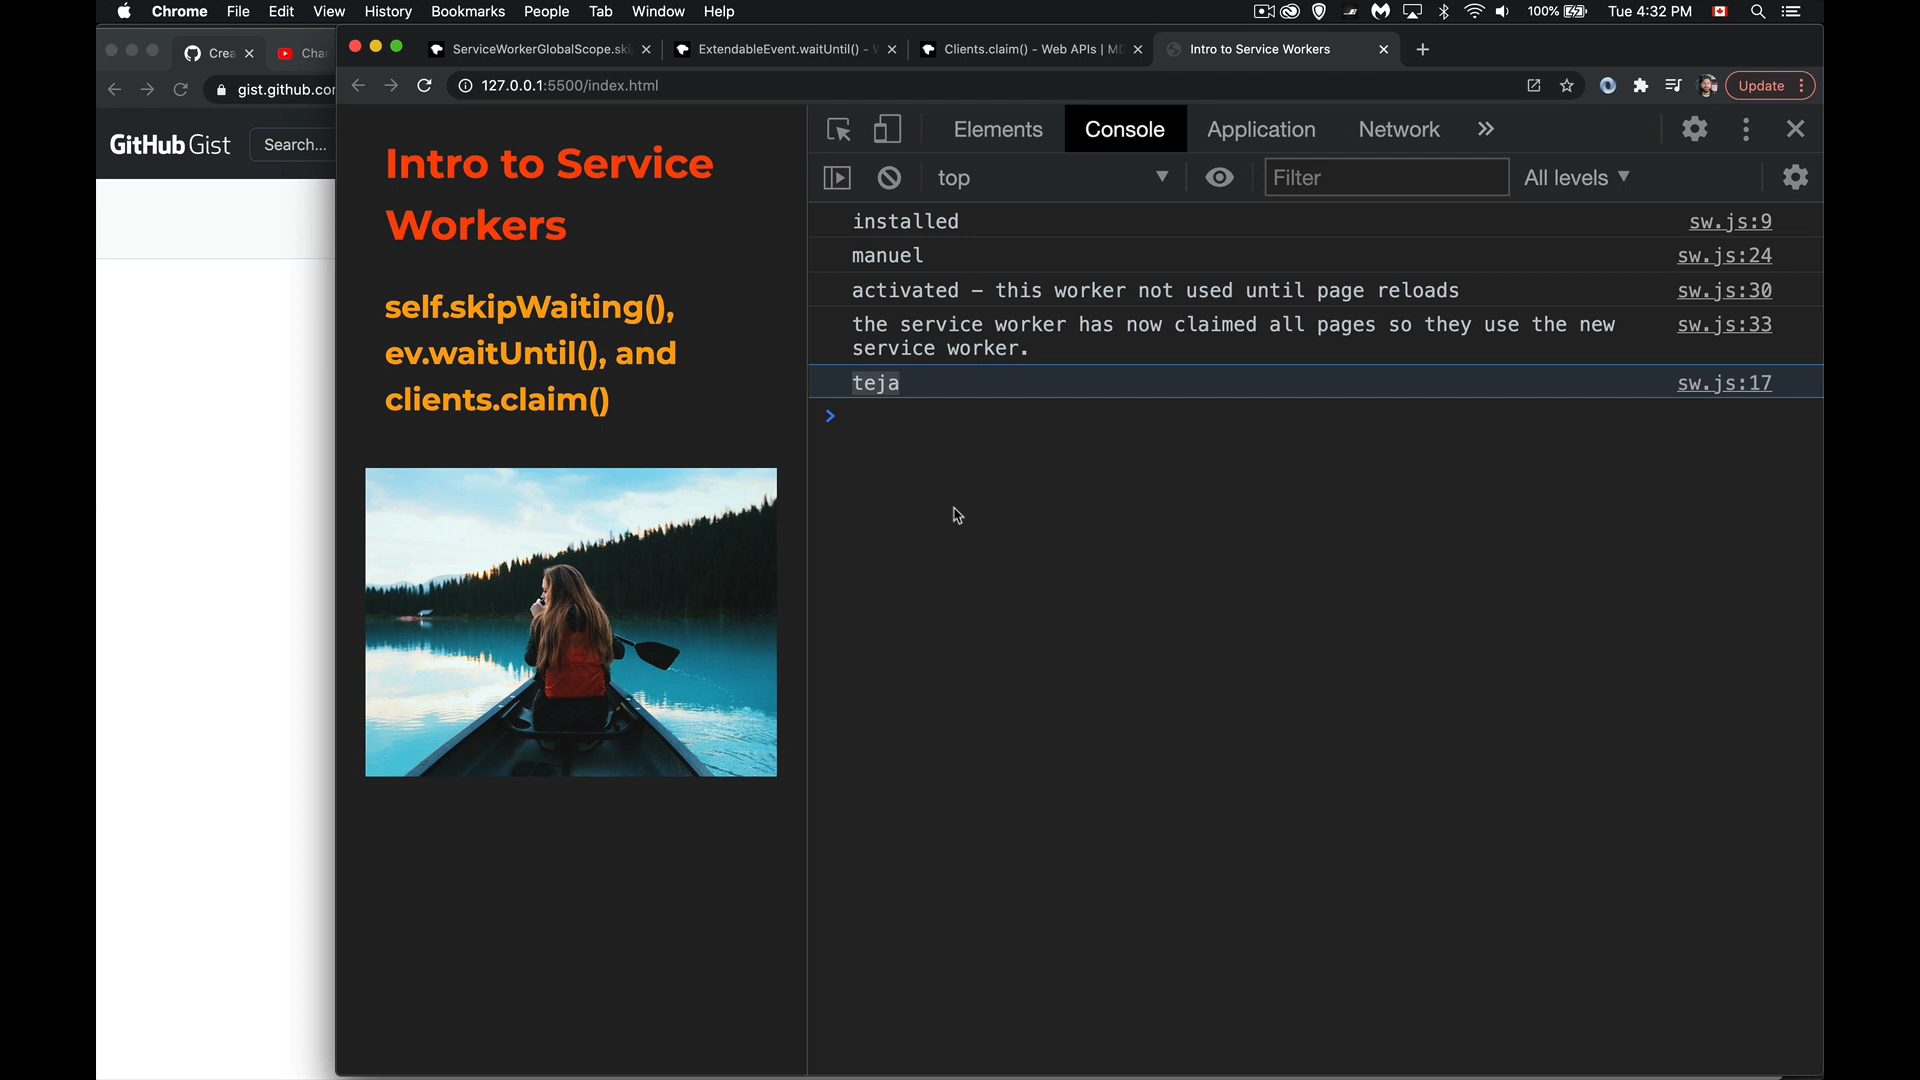 Chrome File Edit View History Bookmarks People Tab Window Help 100% Tue 4:32 PM
Crea
Cha
ServiceWorkerGlobalScope.ski
ExtendableEvent.waitUntil() -
Clients.claim() - Web APIs | MD
Intro to Service Workers
gist.github.co
127.0.0.1:5500/index.html
Update
GitHub Gist
Search...
Intro to Service
Workers
self.skipWaiting(),
ev.waitUntil(), and
clients.claim()
Elements Console Application Network »
top Filter All levels
installed sw.js:9
manuel sw.js:24
activated - this worker not used until page reloads sw.js:30
the service worker has now claimed all pages so they use the new sw.js:33
service worker.
teja sw.js:17
>